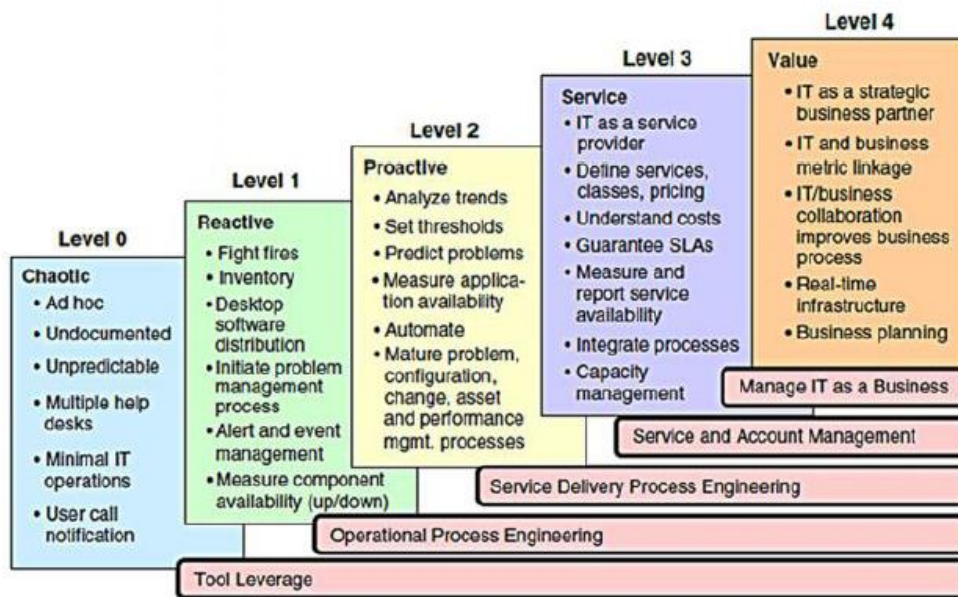 Level 0
Chaotic
• Ad hoc
• Undocumented
• Unpredictable
• Multiple help
desks
• Minimal IT
operations
• User call
notification
Level 1
Reactive
• Fight fires
• Inventory
• Desktop
software
distribution
• Initiate problem
management
process
• Alert and event
management
• Measure component
availability (up/down)
Level 2
Proactive
• Analyze trends
• Set thresholds
• Predict problems
• Measure applica-
tion availability
• Automate
• Mature problem,
configuration,
change, asset
and performance
mgmt. processes
Level 3
Service
• IT as a service
provider
• Define services,
classes, pricing
• Understand costs
• Guarantee SLAs
• Measure and
report service
availability
• Integrate processes
• Capacity
management
Level 4
Value
• IT as a strategic
business partner
• IT and business
metric linkage
• IT/business
collaboration
improves business
process
• Real-time
infrastructure
• Business planning
Manage IT as a Business
Service and Account Management
Service Delivery Process Engineering
Operational Process Engineering
Tool Leverage